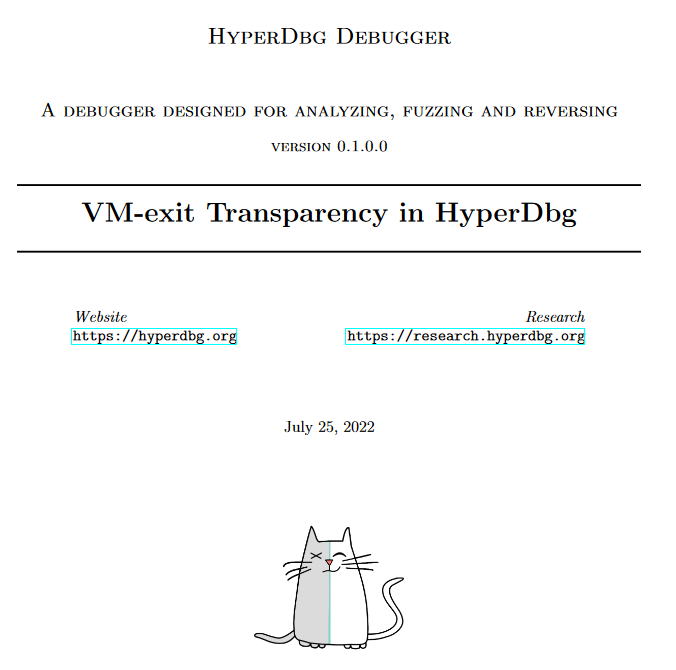 HyperDbg Debugger
A debugger designed for analyzing, fuzzing and reversing
version 0.1.0.0
VM-exit Transparency in HyperDbg
Website
Research
https://hyperdbg.org
https://research.hyperdbg.org
July 25, 2022